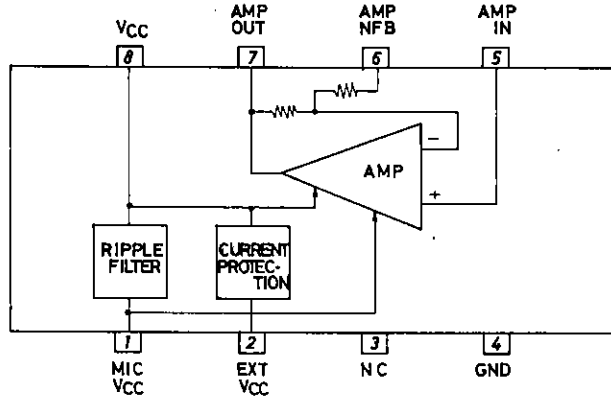 VCC
AMP
OUT
AMP
NFB
AMP
IN
8
7
6
5
−
AMP
+
RIPPLE
FILTER
CURRENT
PROTEC-
TION
1
2
3
4
MIC
VCC
EXT
VCC
NC
GND